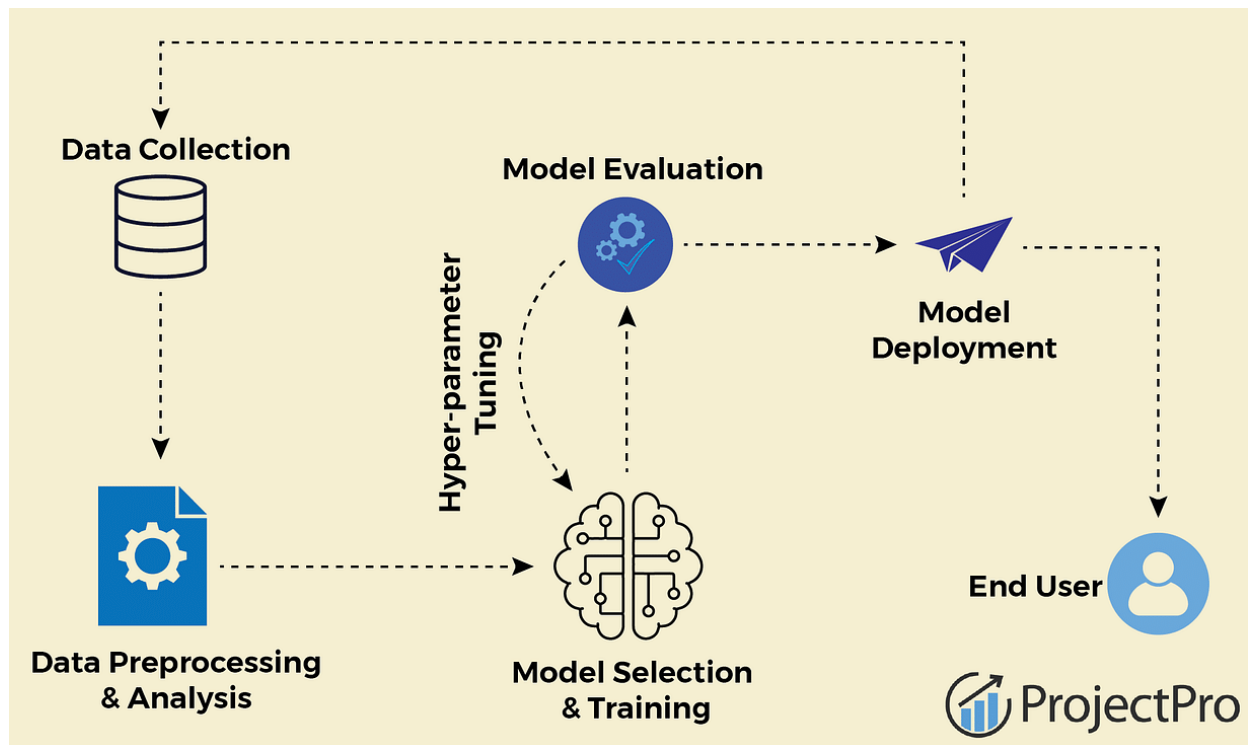 Data Collection
Model Evaluation
Hyper-parameter
Tuning
Model
Deployment
Data Preprocessing
& Analysis
Model Selection
& Training
End User
ProjectPro